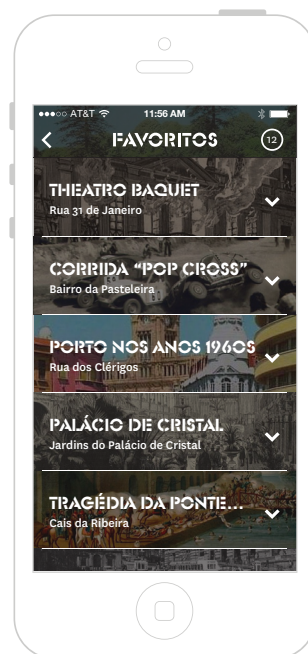 AT&T 11:56 AM
FAVORITOS 12
THEATRO BAQUET
Rua 31 de Janeiro
CORRIDA “POP CROSS”
Bairro da Pasteleira
PORTO NOS ANOS 1960S
Rua dos Clérigos
PALÁCIO DE CRISTAL
Jardins do Palácio de Cristal
TRAGÉDIA DA PONTE...
Cais da Ribeira